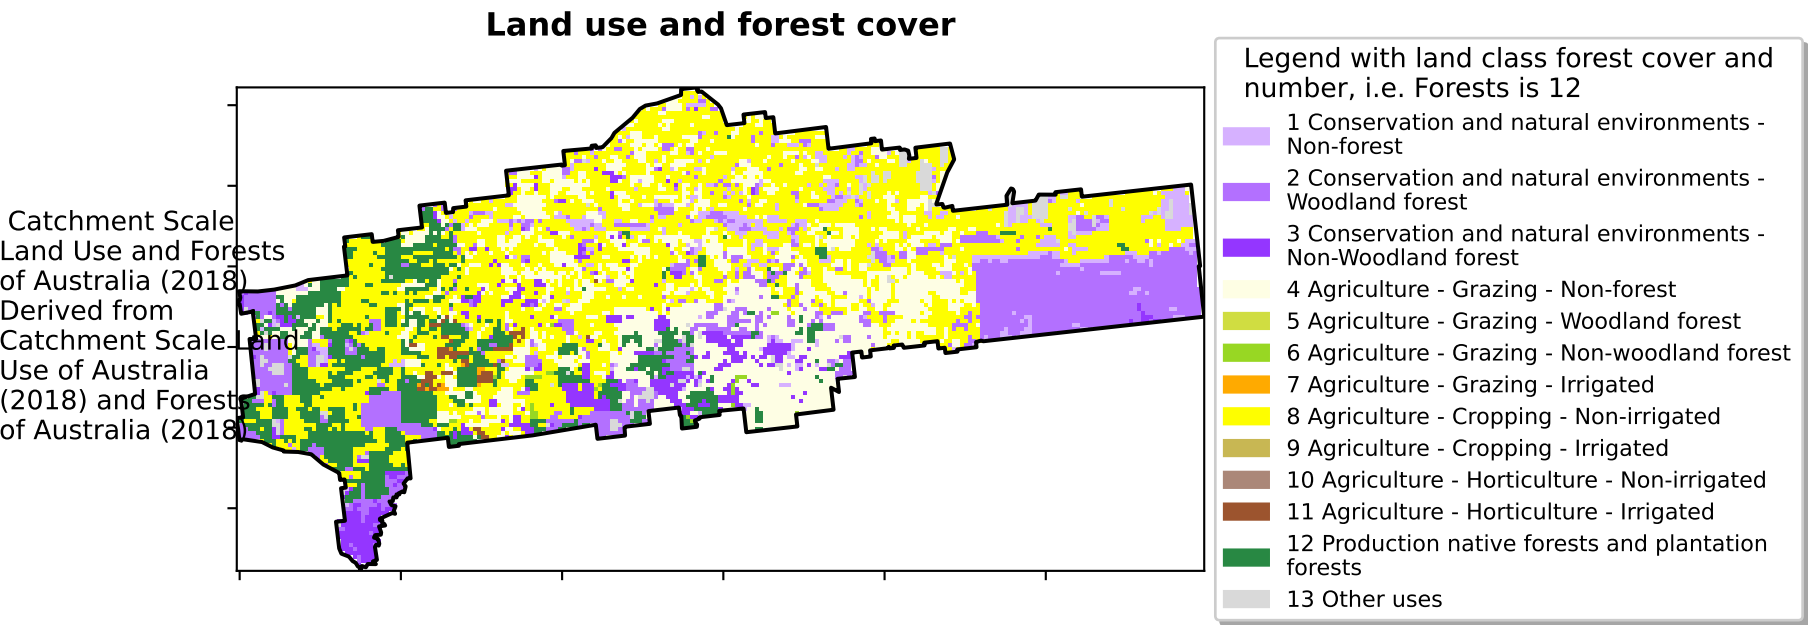 Land use and forest cover
Catchment Scale
Land Use and Forests
of Australia (2018)
Derived from
Catchment Scale Land
Use of Australia
(2018) and Forests
of Australia (2018)
Legend with land class forest cover and
number, i.e. Forests is 12
1 Conservation and natural environments -
Non-forest
2 Conservation and natural environments -
Woodland forest
3 Conservation and natural environments -
Non-Woodland forest
4 Agriculture - Grazing - Non-forest
5 Agriculture - Grazing - Woodland forest
6 Agriculture - Grazing - Non-woodland forest
7 Agriculture - Grazing - Irrigated
8 Agriculture - Cropping - Non-irrigated
9 Agriculture - Cropping - Irrigated
10 Agriculture - Horticulture - Non-irrigated
11 Agriculture - Horticulture - Irrigated
12 Production native forests and plantation
forests
13 Other uses